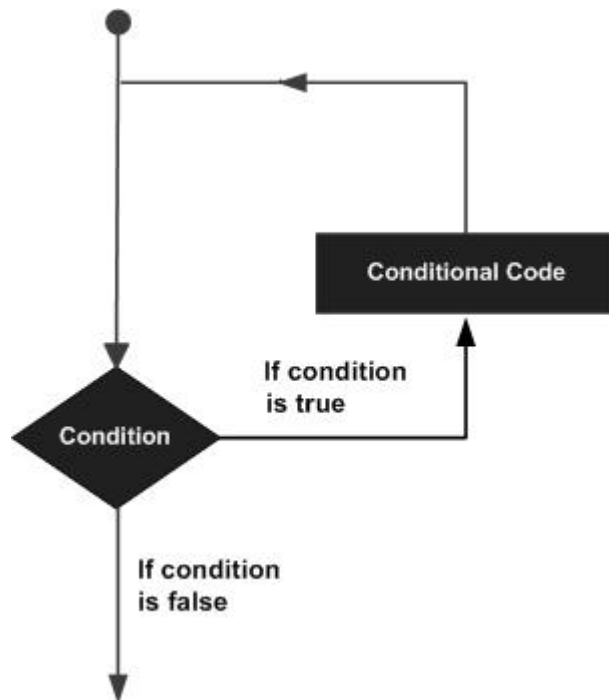 Conditional Code
If condition
is true
Condition
If condition
is false